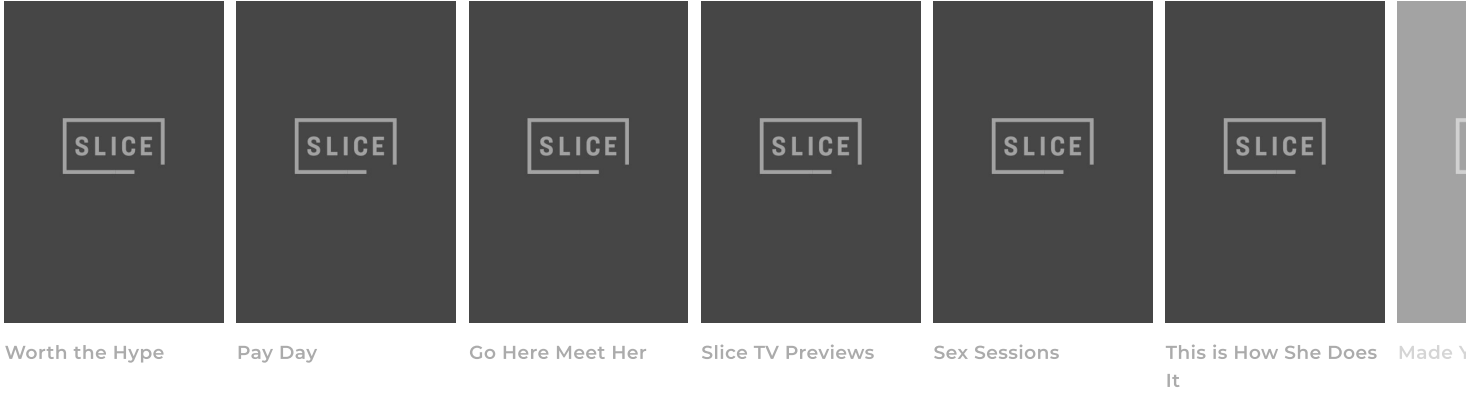 SLICE
SLICE
SLICE
SLICE
SLICE
SLICE
Worth the Hype
Pay Day
Go Here Meet Her
Slice TV Previews
Sex Sessions
This is How She Does
It
Made